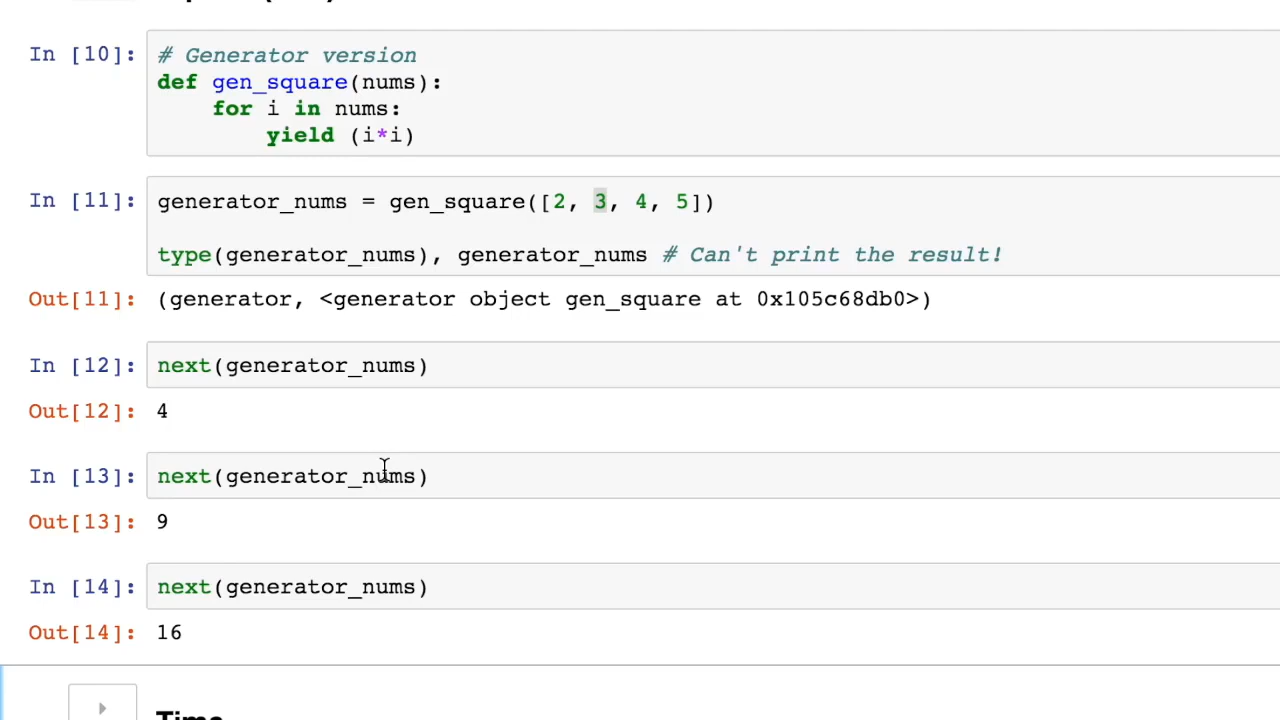 In [10]: # Generator version
def gen_square(nums):
    for i in nums:
        yield (i*i)
In [11]: generator_nums = gen_square([2, 3, 4, 5])
type(generator_nums), generator_nums # Can't print the result!
Out[11]: (generator, <generator object gen_square at 0x105c68db0>)
In [12]: next(generator_nums)
Out[12]: 4
In [13]: next(generator_nums)
Out[13]: 9
In [14]: next(generator_nums)
Out[14]: 16